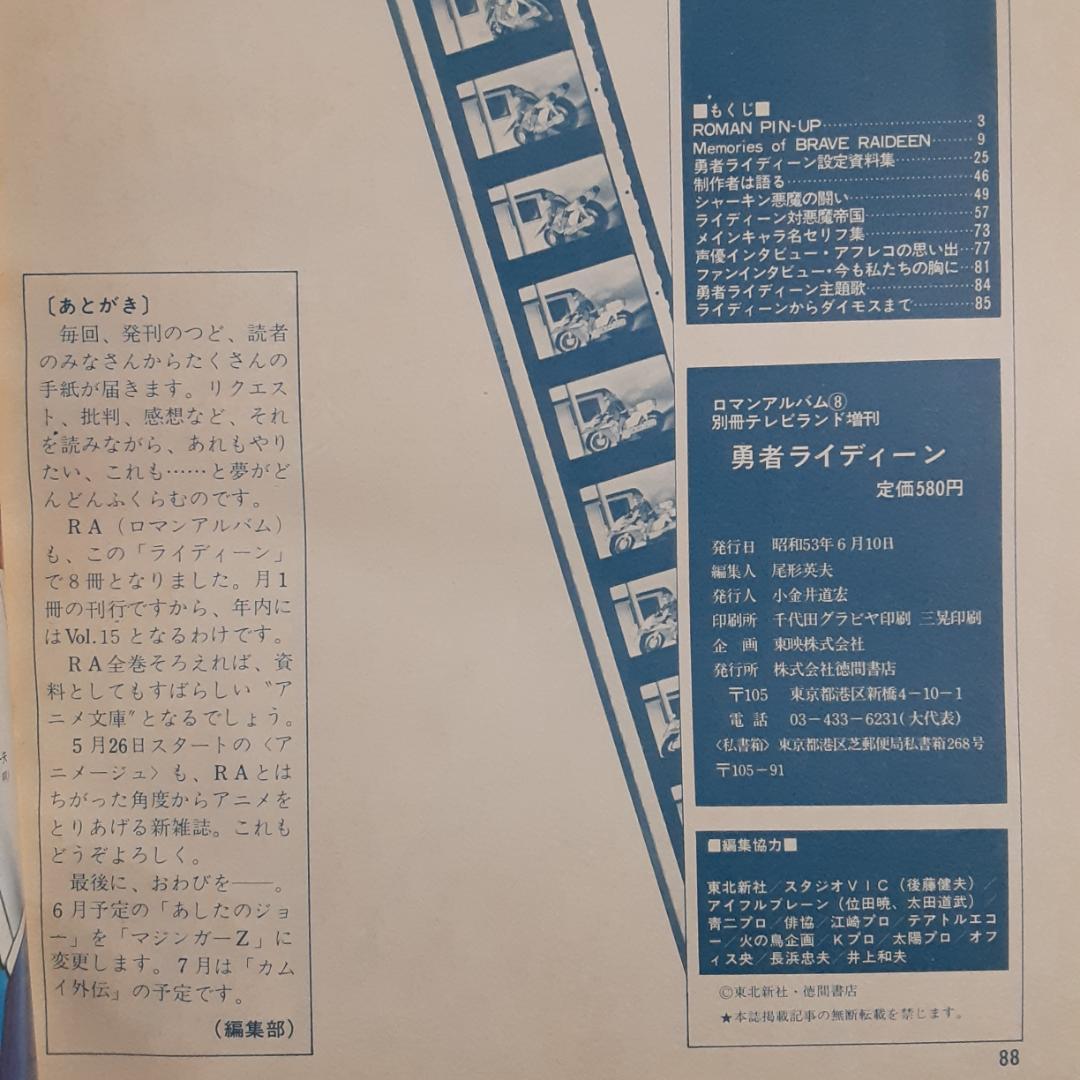 〔あとがき〕
毎回、発刊のつど、読者
のみなさんからたくさんの
手紙が届きます。リクエス
ト、批判、感想など、それ
を読みながら、あれもやり
たい、これも……と夢がど
んどんふくらむのです。
ＲＡ（ロマンアルバム）
も、この「ライディーン」
で８冊となりました。月１
冊の刊行ですから、年内に
はVol.15となるわけです。
ＲＡ全巻そろえれば、資
料としてもすばらしい〝ア
ニメ文庫〟となるでしょう。
５月26日スタートの〈ア
ニメージュ〉も、ＲＡとは
ちがった角度からアニメを
とりあげる新雑誌。これも
どうぞよろしく。
最後に、おわびを――。
６月予定の「あしたのジョ
ー」を「マジンガーＺ」に
変更します。７月は「カム
イ外伝」の予定です。
（編集部）
■もくじ■
ROMAN PIN-UP……………………3
Memories of BRAVE RAIDEEN……9
勇者ライディーン設定資料集………25
制作者は語る……………………46
シャーキン悪魔の闘い……………49
ライディーン対悪魔帝国…………57
メインキャラ名セリフ集…………73
声優インタビュー・アフレコの思い出…77
ファンインタビュー・今も私たちの胸に…81
勇者ライディーン主題歌…………84
ライディーンからダイモスまで………85
ロマンアルバム⑧
別冊テレビランド増刊
勇者ライディーン
定価580円
発行日 昭和53年６月10日
編集人 尾形英夫
発行人 小金井道宏
印刷所 千代田グラビヤ印刷 三晃印刷
企 画 東映株式会社
発行所 株式会社徳間書店
〒105 東京都港区新橋4－10－1
電 話 03－433－6231(大代表)
〈私書箱〉東京都港区芝郵便局私書箱268号
〒105－91
■編集協力■
東北新社／スタジオＶＩＣ（後藤健夫）／
アイフルブレーン（位田暁、太田道武）／
青二プロ／俳協／江崎プロ／テアトルエコ
ー／火の鳥企画／Ｋプロ／太陽プロ／オフ
ィス央／長浜忠夫／井上和夫
©東北新社・徳間書店
★本誌掲載記事の無断転載を禁じます。
88